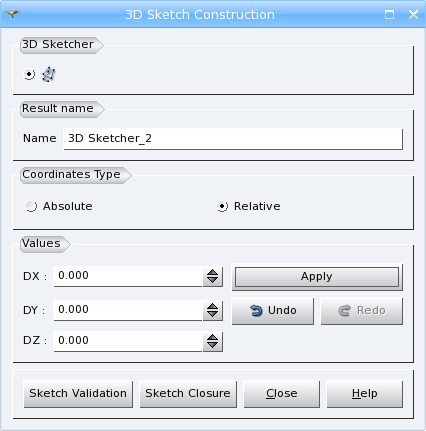 3D Sketch Construction
3D Sketcher
Result name
Name 3D Sketcher_2
Coordinates Type
Absolute Relative
Values
DX : 0.000 Apply
DY : 0.000 Undo Redo
DZ : 0.000
Sketch Validation Sketch Closure Close Help